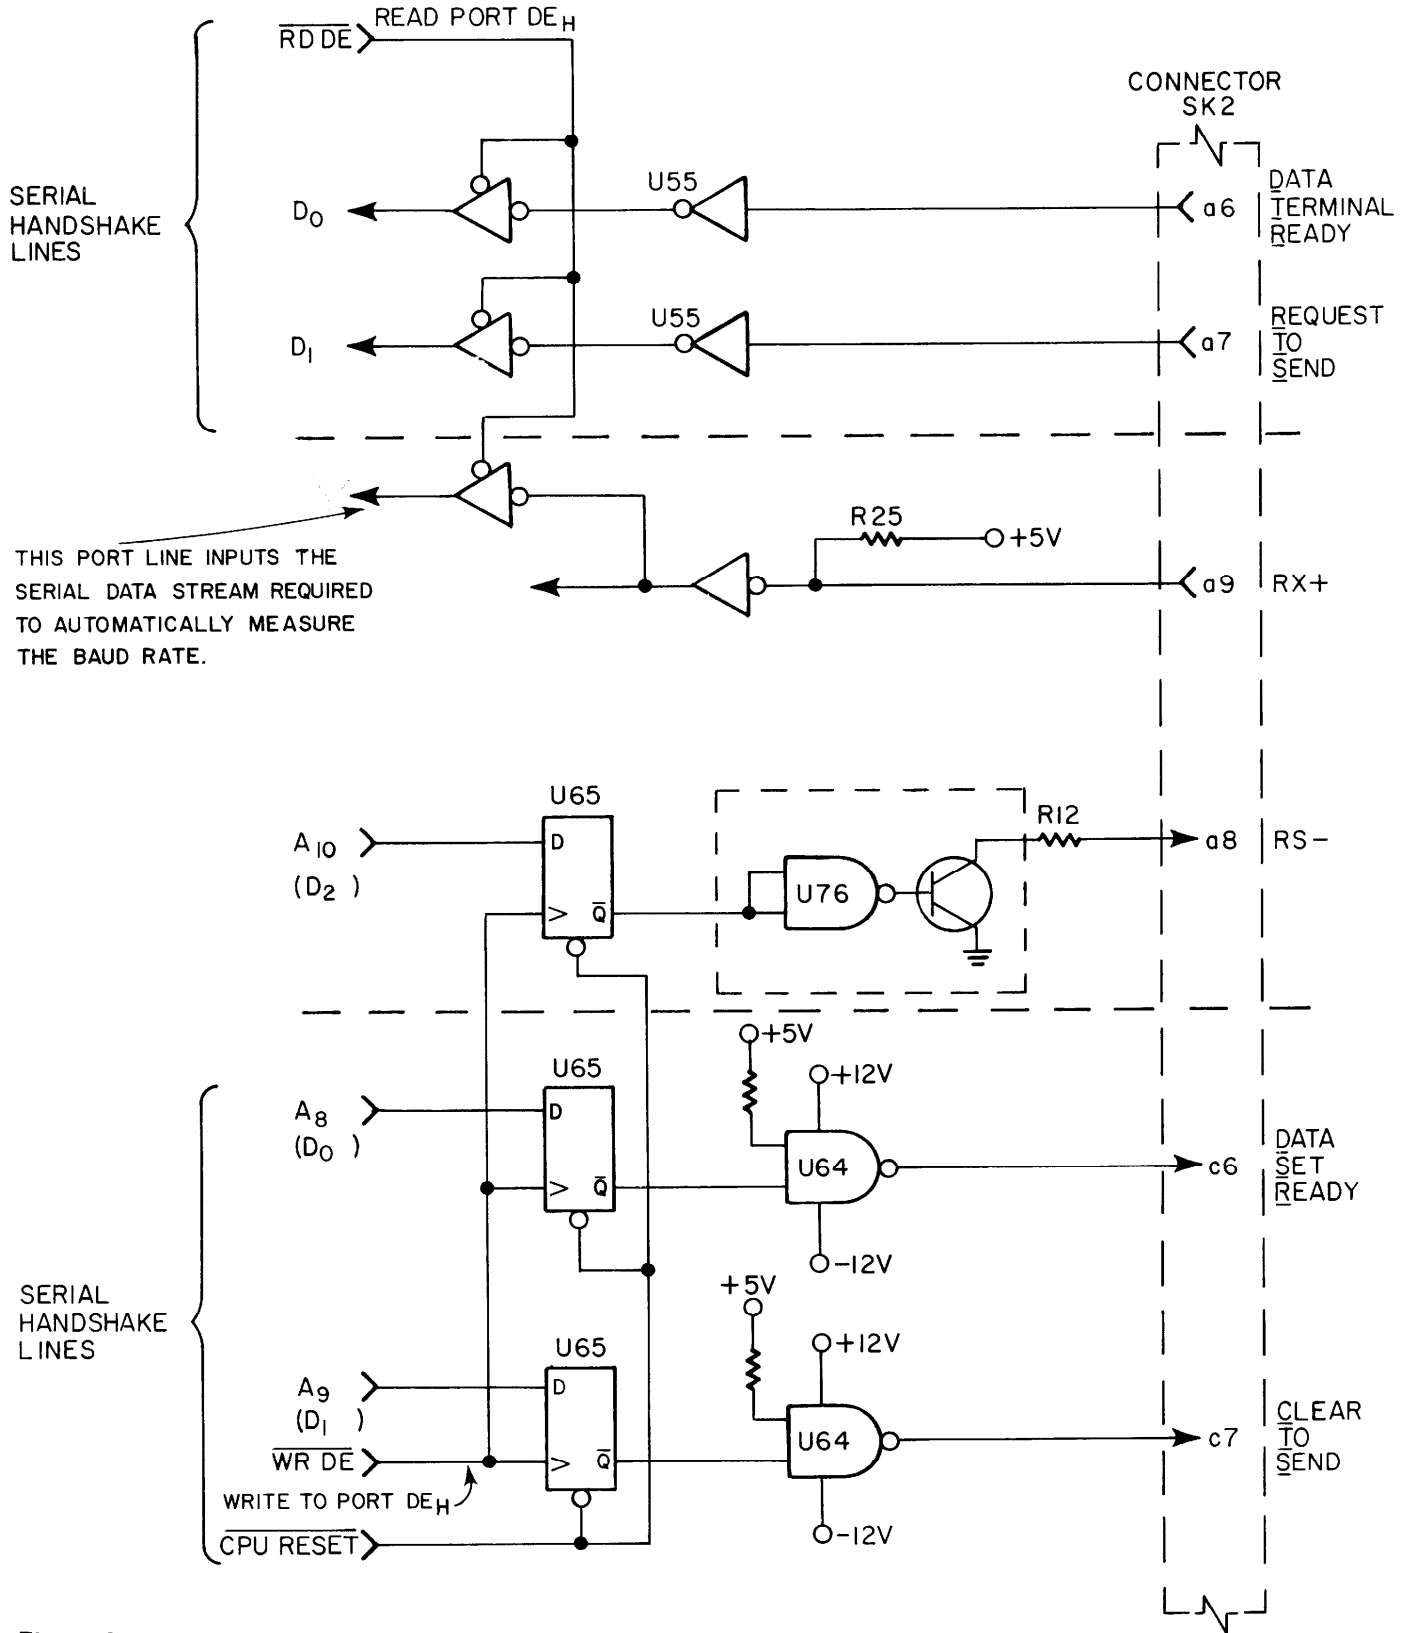 RD DE
READ PORT DEH
CONNECTOR
SK2
SERIAL
HANDSHAKE
LINES
D0
U55
a6
DATA
TERMINAL
READY
D1
U55
a7
REQUEST
TO
SEND
R25
+5V
THIS PORT LINE INPUTS THE
SERIAL DATA STREAM REQUIRED
TO AUTOMATICALLY MEASURE
THE BAUD RATE.
a9
RX+
U65
A10
(D2 )
D
> Q
U76
R12
a8
RS-
+5V
U65
+12V
A8
(D0 )
D
> Q
U64
c6
DATA
SET
READY
-12V
+5V
SERIAL
HANDSHAKE
LINES
U65
+12V
A9
(D1 )
D
> Q
U64
c7
CLEAR
TO
SEND
WR DE
WRITE TO PORT DEH
-12V
CPU RESET